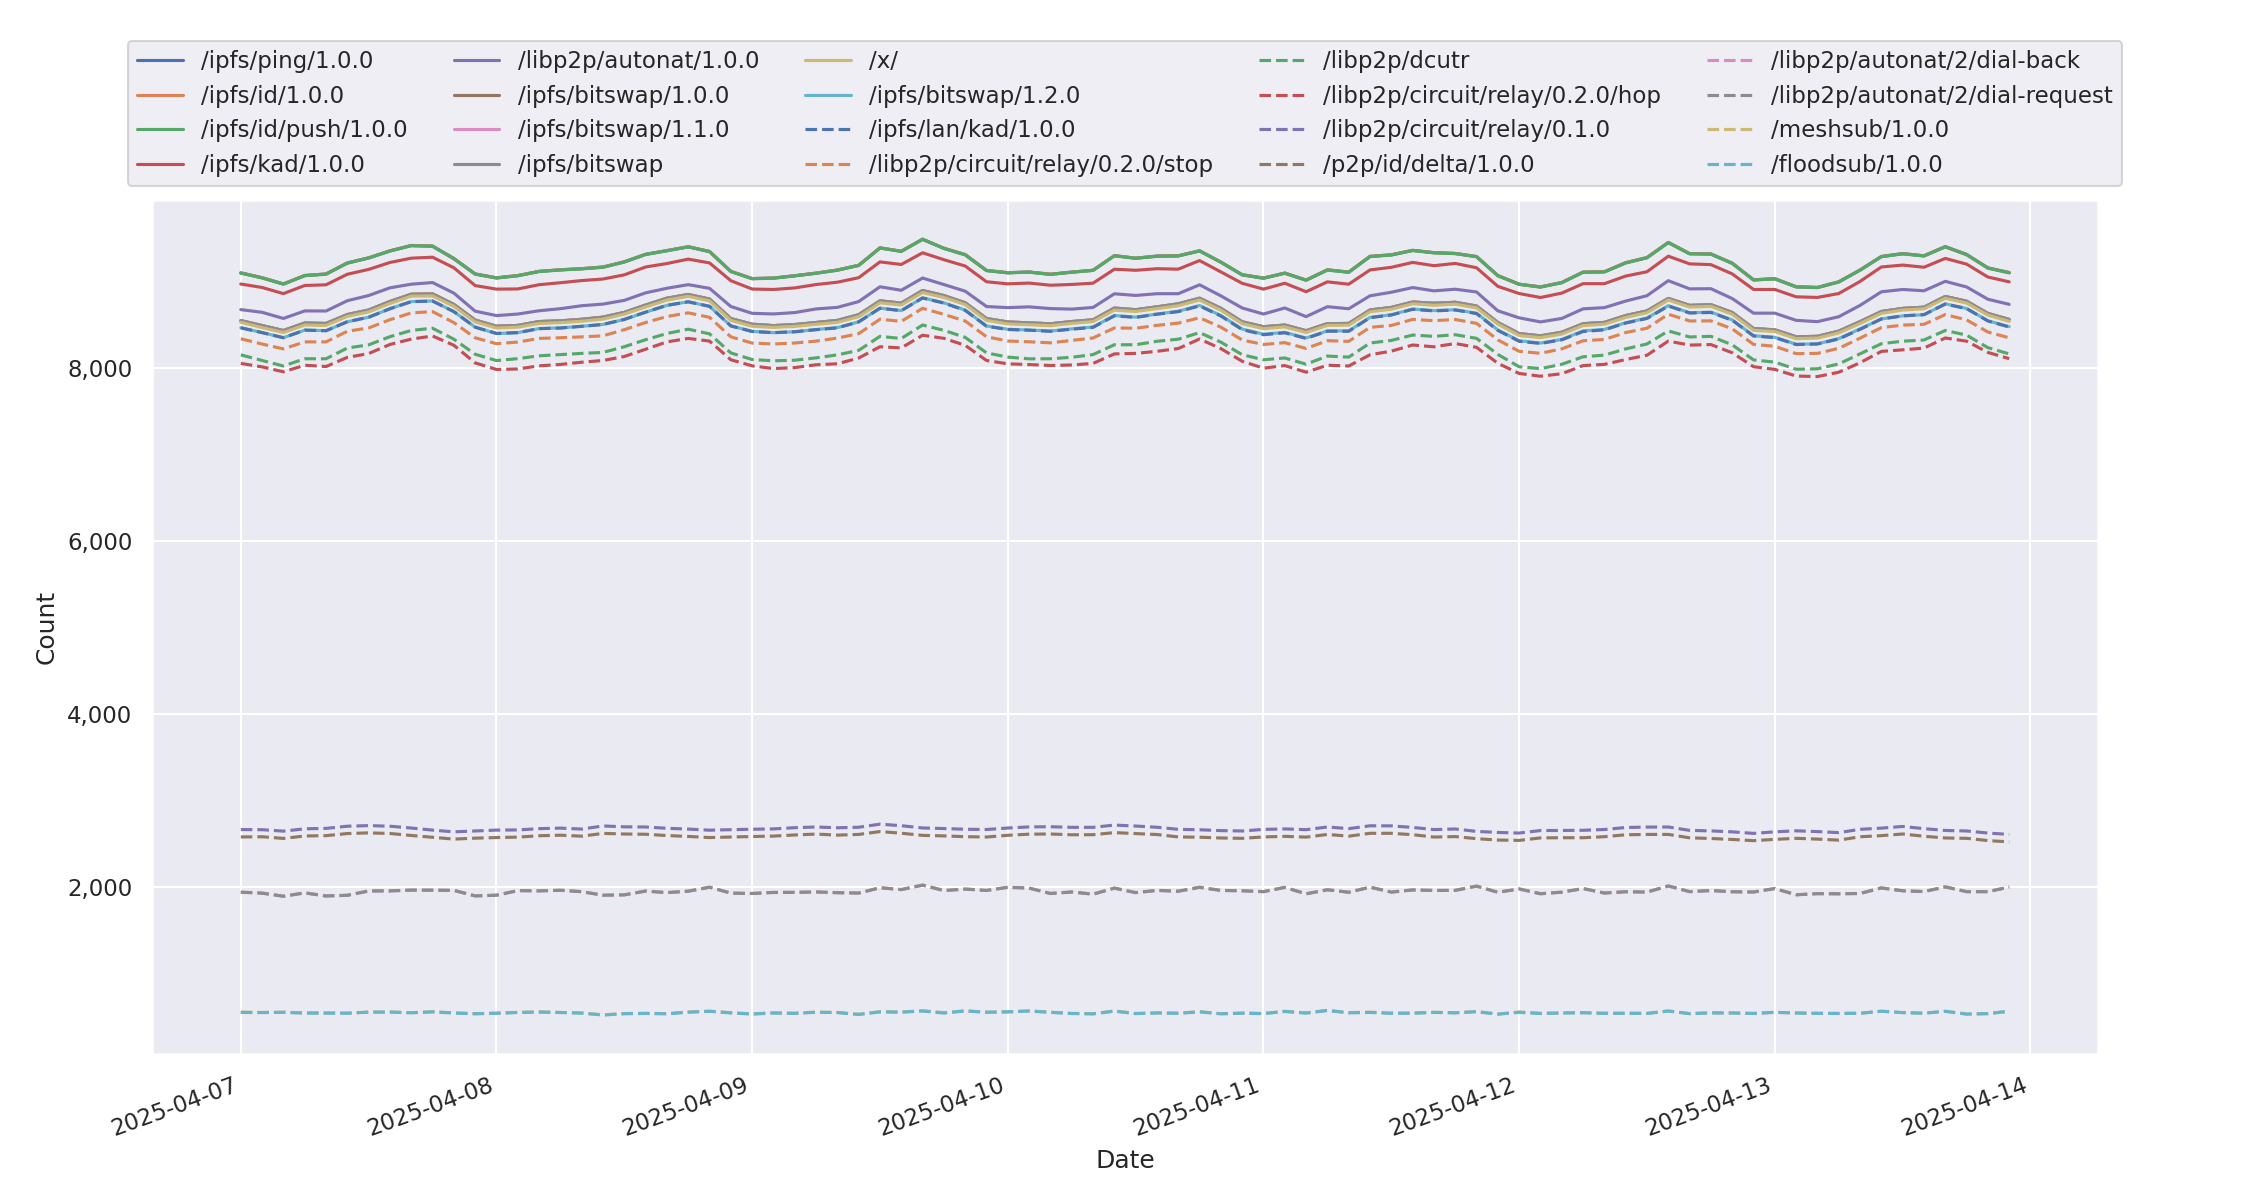 /ipfs/ping/1.0.0 /libp2p/autonat/1.0.0 /x/ /libp2p/dcutr /libp2p/autonat/2/dial-back
/ipfs/id/1.0.0 /ipfs/bitswap/1.0.0 /ipfs/bitswap/1.2.0 /libp2p/circuit/relay/0.2.0/hop /libp2p/autonat/2/dial-request
/ipfs/id/push/1.0.0 /ipfs/bitswap/1.1.0 /ipfs/lan/kad/1.0.0 /libp2p/circuit/relay/0.1.0 /meshsub/1.0.0
/ipfs/kad/1.0.0 /ipfs/bitswap /libp2p/circuit/relay/0.2.0/stop /p2p/id/delta/1.0.0 /floodsub/1.0.0
8,000
6,000
4,000
2,000
Count
2025-04-07 2025-04-08 2025-04-09 2025-04-10 2025-04-11 2025-04-12 2025-04-13 2025-04-14
Date